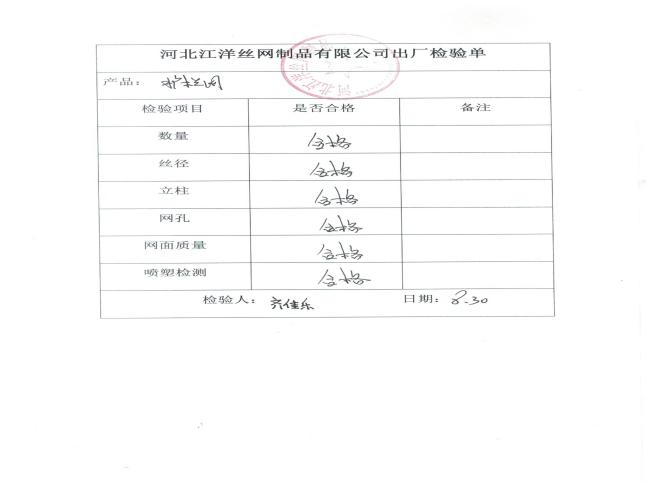 河北江洋丝网制品有限公司出厂检验单
产品： 护栏网
检验项目 是否合格 备注
数量 合格
丝径 合格
立柱 合格
网孔 合格
网面质量 合格
喷塑检测 合格
检验人： 齐佳乐 日期： 8.30